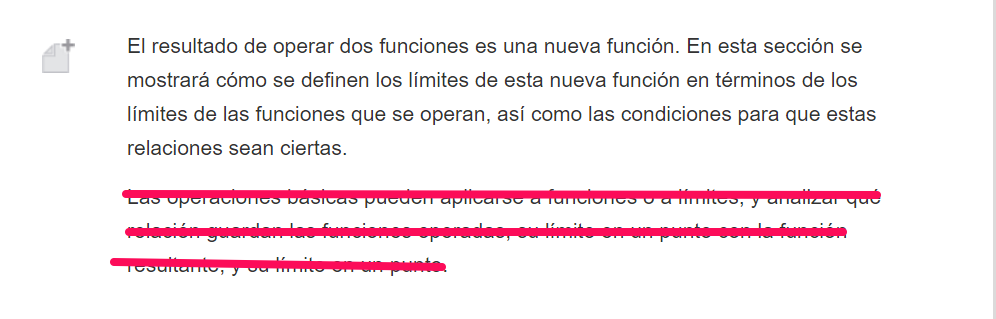 El resultado de operar dos funciones es una nueva función. En esta sección se
mostrará cómo se definen los límites de esta nueva función en términos de los
límites de las funciones que se operan, así como las condiciones para que estas
relaciones sean ciertas.
Las operaciones básicas pueden aplicarse a funciones o a límites, y analizar qué
relación guardan las funciones operadas, su límite en un punto con la función
resultante, y su límite en un punto.